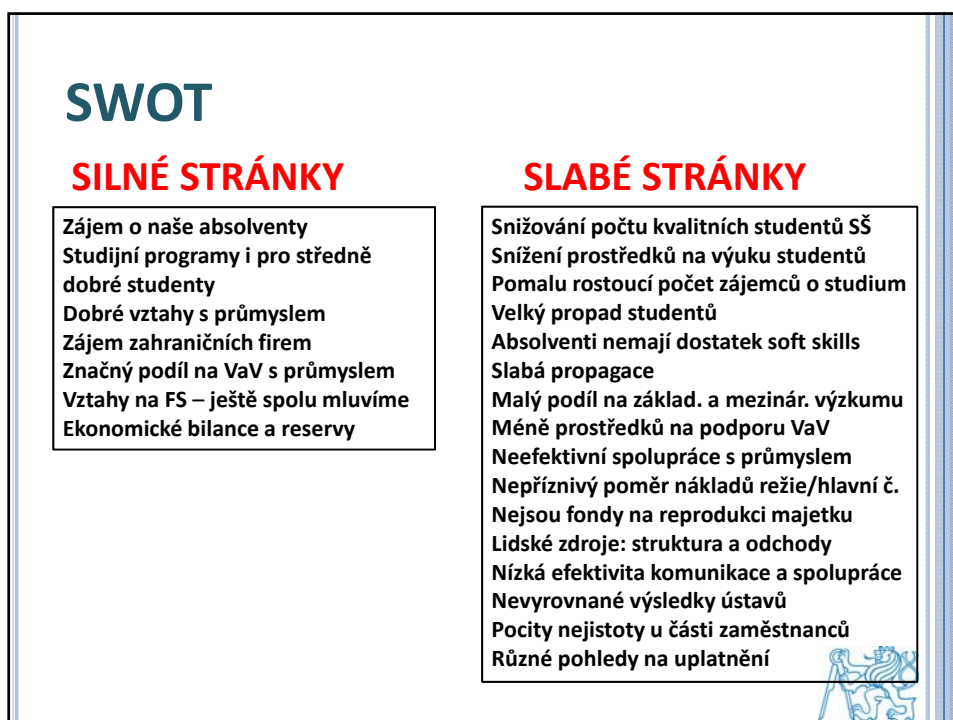 SWOT
SILNÉ STRÁNKY
Zájem o naše absolventy
Studijní programy i pro středně
dobré studenty
Dobré vztahy s průmyslem
Zájem zahraničních firem
Značný podíl na VaV s průmyslem
Vztahy na FS – ještě spolu mluvíme
Ekonomické bilance a reservy
SLABÉ STRÁNKY
Snižování počtu kvalitních studentů SŠ
Snížení prostředků na výuku studentů
Pomalu rostoucí počet zájemců o studium
Velký propad studentů
Absolventi nemají dostatek soft skills
Slabá propagace
Malý podíl na základ. a mezinár. výzkumu
Méně prostředků na podporu VaV
Neefektivní spolupráce s průmyslem
Nepříznivý poměr nákladů režie/hlavní č.
Nejsou fondy na reprodukci majetku
Lidské zdroje: struktura a odchody
Nízká efektivita komunikace a spolupráce
Nevyrovnané výsledky ústavů
Pocity nejistoty u části zaměstnanců
Různé pohledy na uplatnění